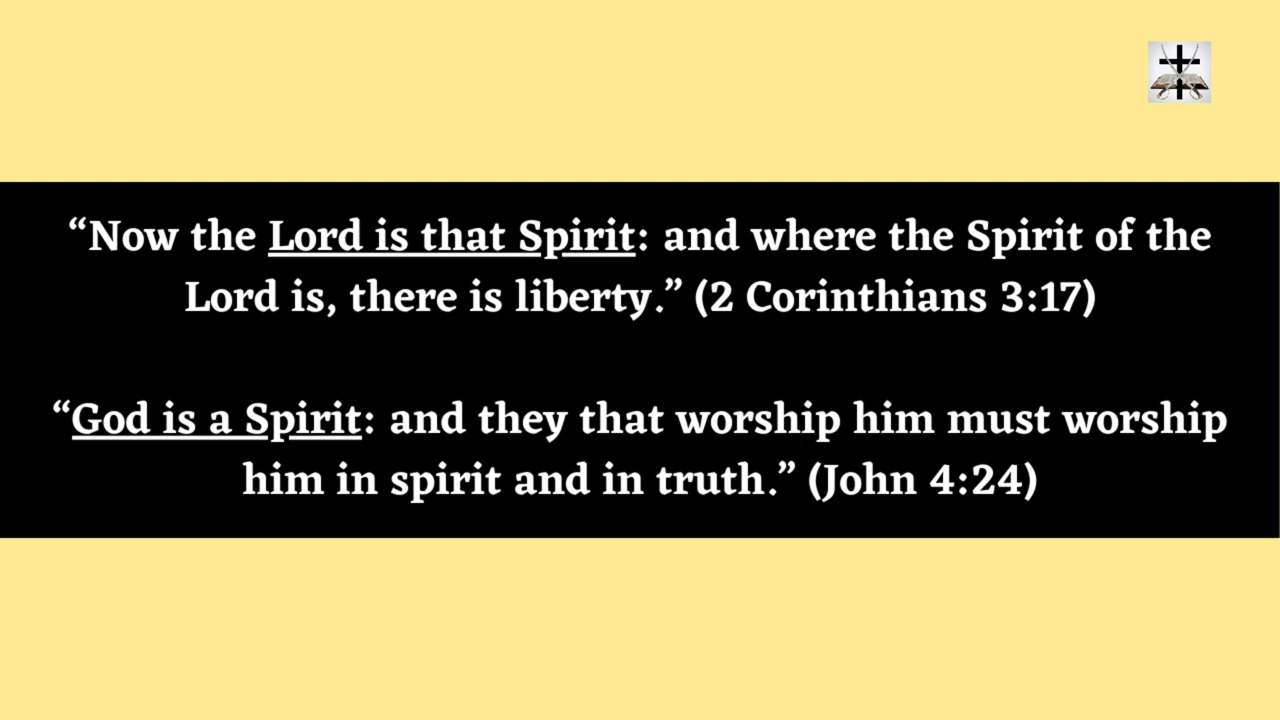 “Now the Lord is that Spirit: and where the Spirit of the
Lord is, there is liberty.” (2 Corinthians 3:17)
“God is a Spirit: and they that worship him must worship
him in spirit and in truth.” (John 4:24)